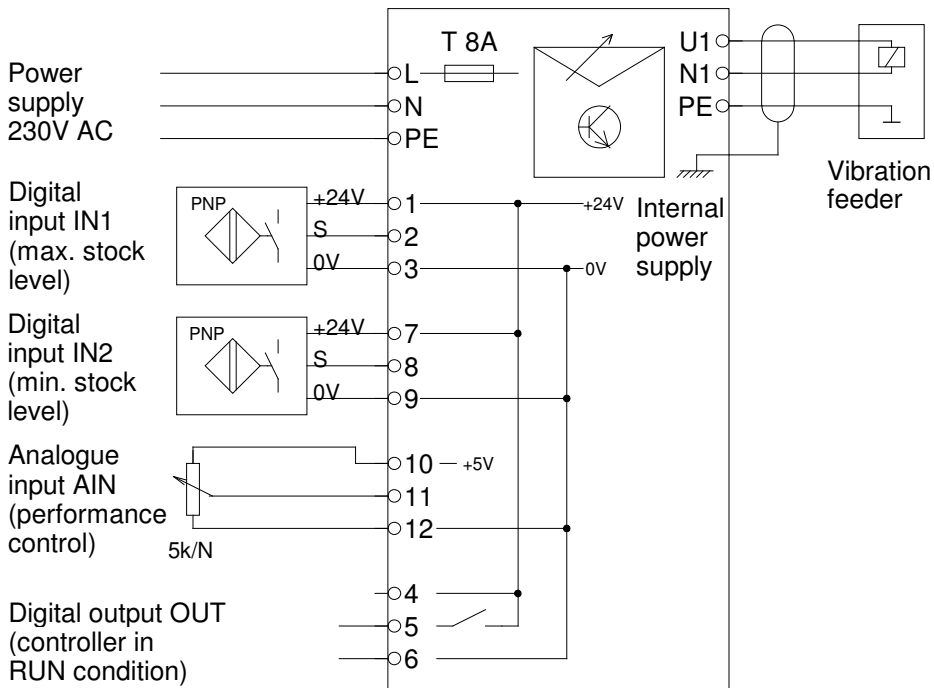 Power
supply
230V AC
T 8A
L
N
PE
U1
N1
PE
Vibration
feeder
Digital
input IN1
(max. stock
level)
PNP
+24V
S
0V
1
2
3
+24V
0V
Internal
power
supply
Digital
input IN2
(min. stock
level)
PNP
+24V
S
0V
7
8
9
Analogue
input AIN
(performance
control)
5k/N
10
+5V
11
12
Digital output OUT
(controller in
RUN condition)
4
5
6